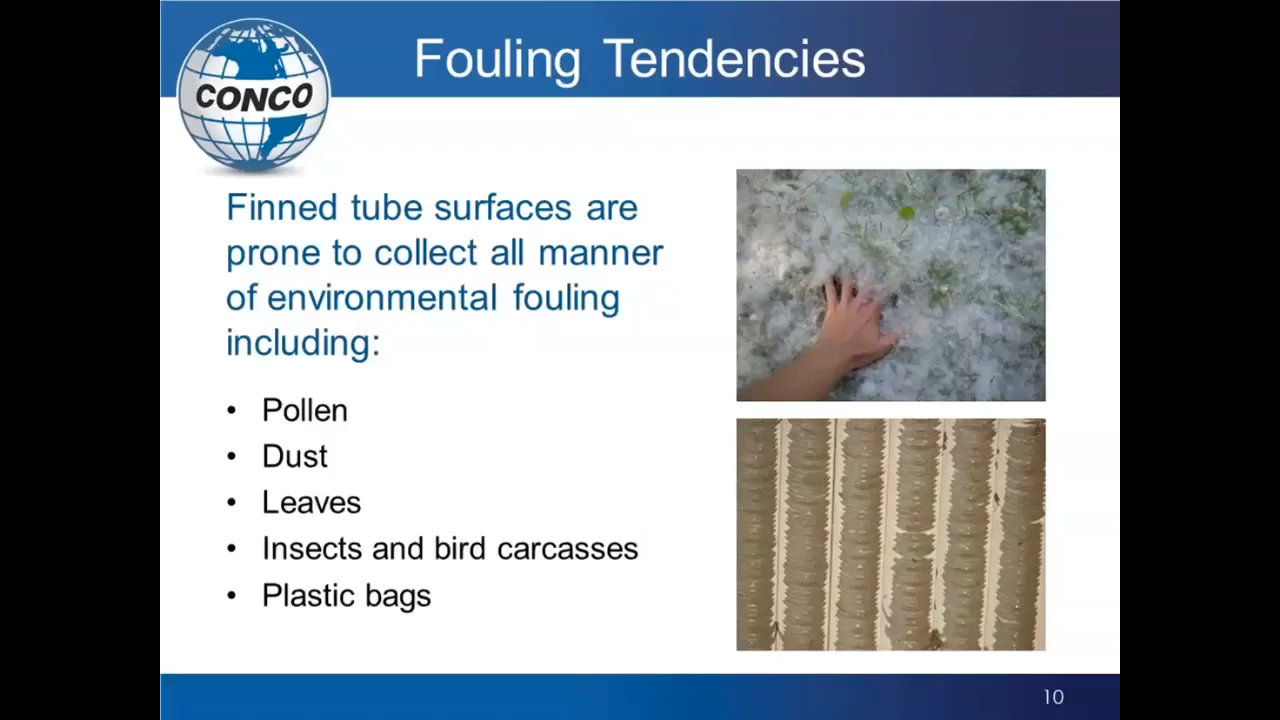 CONCO
Fouling Tendencies
Finned tube surfaces are
prone to collect all manner
of environmental fouling
including:
• Pollen
• Dust
• Leaves
• Insects and bird carcasses
• Plastic bags
10